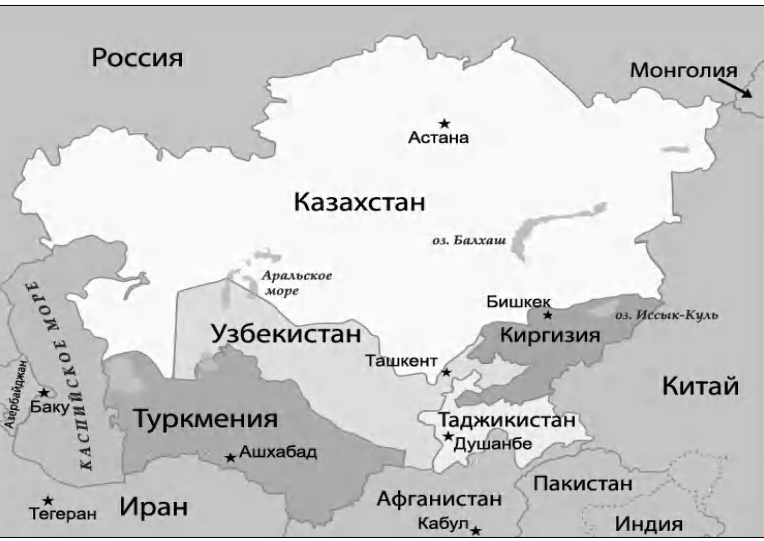 Россия
Монголия
Астана
Казахстан
оз. Балхаш
Аральское
море
КАСПИЙСКОЕ МОРЕ
Бишкек
оз. Иссык-Куль
Узбекистан
Киргизия
Ташкент
Китай
Азербайджан
Баку
Туркмения
Таджикистан
Душанбе
Ашхабад
Пакистан
Афганистан
Иран
Тегеран
Кабул
Индия